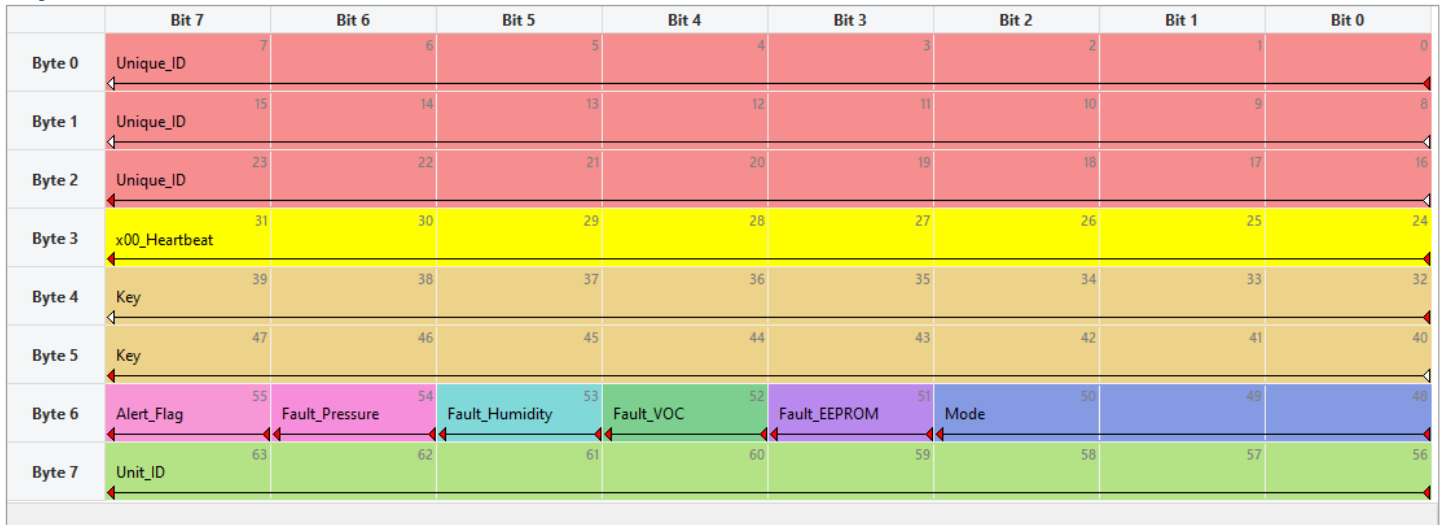 Bit 7 Bit 6 Bit 5 Bit 4 Bit 3 Bit 2 Bit 1 Bit 0
7 6 5 4 3 2 1 0
Byte 0 Unique_ID
15 14 13 12 11 10 9 8
Byte 1 Unique_ID
23 22 21 20 19 18 17 16
Byte 2 Unique_ID
31 30 29 28 27 26 25 24
Byte 3 x00_Heartbeat
39 38 37 36 35 34 33 32
Byte 4 Key
47 46 45 44 43 42 41 40
Byte 5 Key
55 54 53 52 51 50 49 48
Byte 6 Alert_Flag Fault_Pressure Fault_Humidity Fault_VOC Fault_EEPROM Mode
63 62 61 60 59 58 57 56
Byte 7 Unit_ID